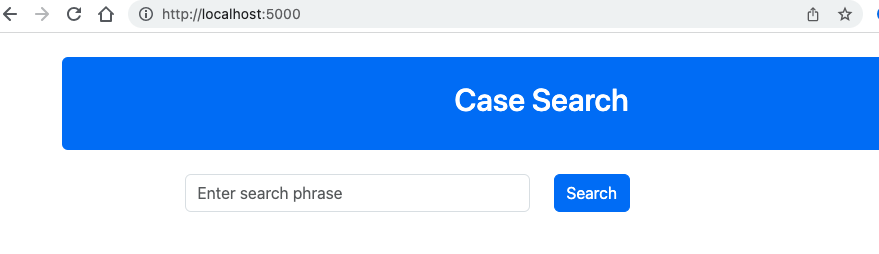 http://localhost:5000
Case Search
Enter search phrase
Search